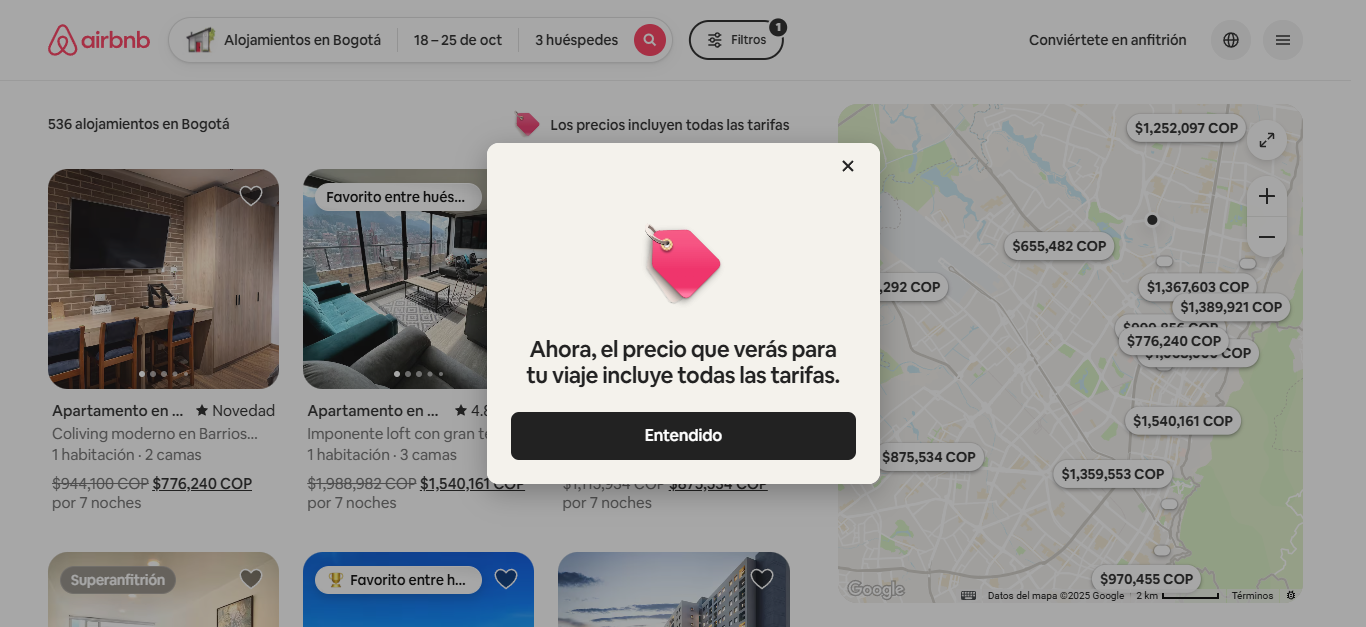 airbnb
Alojamientos en Bogotá
18 – 25 de oct
3 huéspedes
Filtros
1
Conviértete en anfitrión
536 alojamientos en Bogotá
Los precios incluyen todas las tarifas
Favorito entre hués...
Apartamento en ...
Novedad
Coliving moderno en Barrios...
1 habitación · 2 camas
$944,100 COP $776,240 COP
por 7 noches
Apartamento en ...
4.8
Imponente loft con gran te
1 habitación · 3 camas
$1,988,982 COP $1,540,161 COP
por 7 noches
$1,113,934 COP $875,534 COP
por 7 noches
Superanfitrión
Favorito entre h...
Ahora, el precio que verás para
tu viaje incluye todas las tarifas.
Entendido
$1,252,097 COP
$655,482 COP
,292 COP
$1,367,603 COP
$1,389,921 COP
$776,240 COP
COP
$1,540,161 COP
$875,534 COP
$1,359,553 COP
$970,455 COP
Google
Datos del mapa ©2025 Google
2 km
Términos